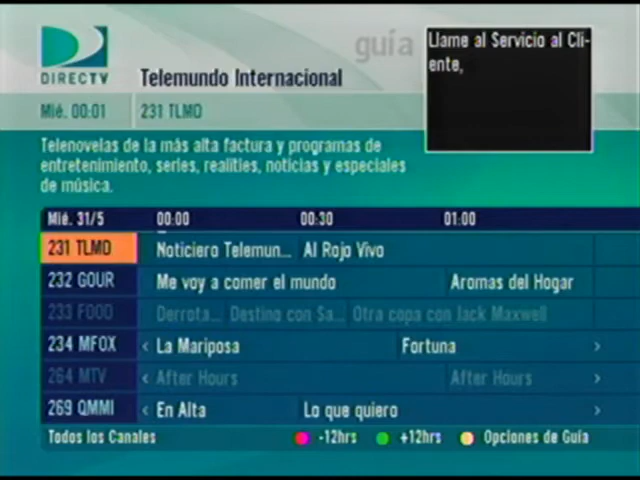 guía
Llame al Servicio al Cli-
ente,
DIRECTV
Telemundo Internacional
Mié. 00:01 231 TLMD
Telenovelas de la más alta factura y programas de
entretenimiento, series, realities, noticias y especiales
de música.
Mié. 31/5 00:00 00:30 01:00
231 TLMD Noticiero Telemun... Al Rojo Vivo
232 GOUR Me voy a comer el mundo Aromas del Hogar
233 FOOD Derrota... Destino con Sa... Otra copa con Jack Maxwell
234 MFOX ‹ La Mariposa Fortuna ›
264 MTV ‹ After Hours After Hours ›
269 QMMI ‹ En Alta Lo que quiero ›
Todos los Canales -12hrs +12hrs Opciones de Guía